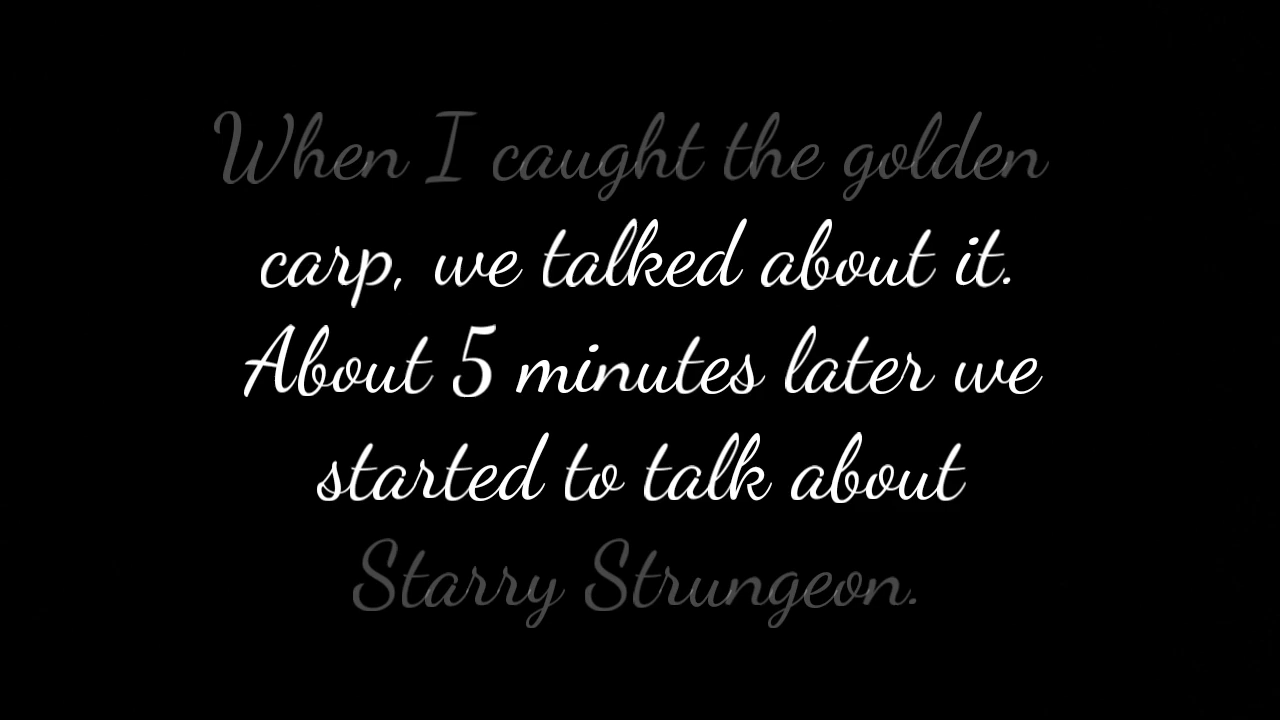 When I caught the golden
carp, we talked about it.
About 5 minutes later we
started to talk about
Starry Strungeon.